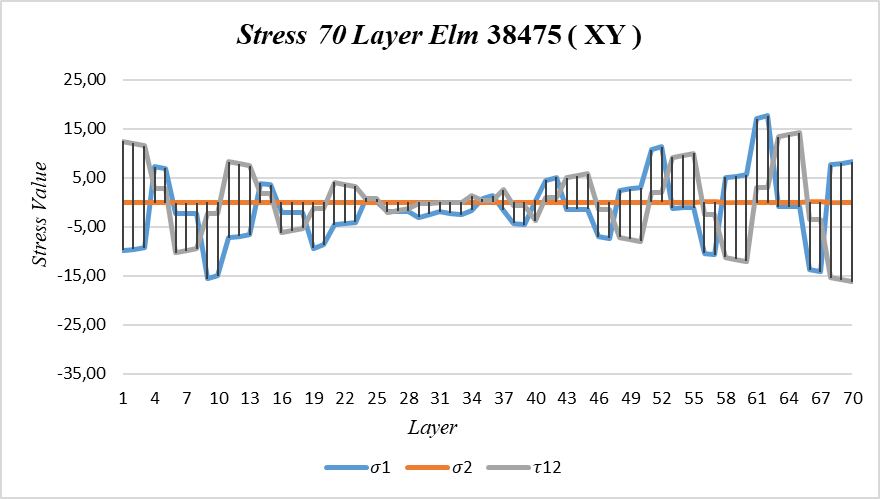 Stress 70 Layer Elm 38475 ( XY )
25,00
15,00
5,00
-5,00
-15,00
-25,00
-35,00
Stress Value
1 4 7 10 13 16 19 22 25 28 31 34 37 40 43 46 49 52 55 58 61 64 67 70
Layer
σ1 σ2 τ12